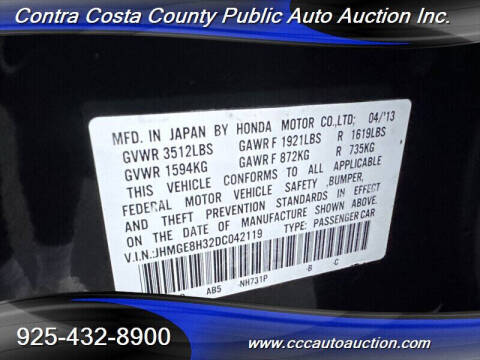 Contra Costa County Public Auto Auction Inc.
MFD. IN JAPAN BY HONDA MOTOR CO.,LTD; 04/'13
GVWR 3512LBS GAWR F 1921LBS R 1619LBS
GVWR 1594KG GAWR F 872KG R 735KG
THIS VEHICLE CONFORMS TO ALL APPLICABLE
FEDERAL MOTOR VEHICLE SAFETY ,BUMPER,
AND THEFT PREVENTION STANDARDS IN EFFECT
ON THE DATE OF MANUFACTURE SHOWN ABOVE.
V.I.N.:JHMGE8H32DC042119 TYPE: PASSENGER CAR
AB5 -NH731P -B -C
925-432-8900 www.cccautoauction.com